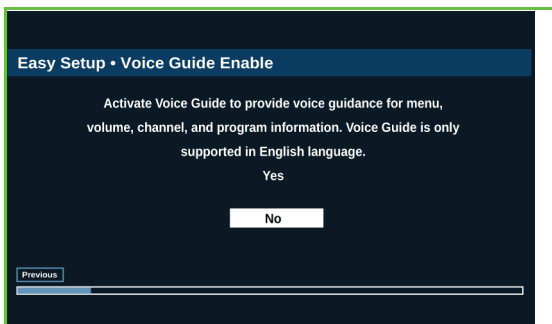 Easy Setup • Voice Guide Enable
Activate Voice Guide to provide voice guidance for menu,
volume, channel, and program information. Voice Guide is only
supported in English language.
Yes
No
Previous